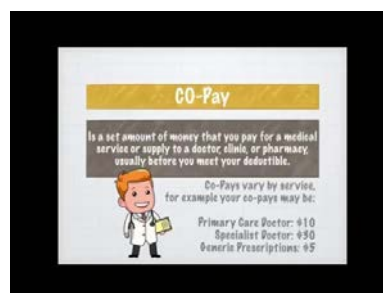 CO-Pay
Is a set amount of money that you pay for a medical
service or supply to a doctor, clinic, or pharmacy,
usually before you meet your deductible.
Co-Pays vary by service,
for example your co-pays may be:
Primary Care Doctor: $10
Specialist Doctor: $30
Generic Prescriptions: $5